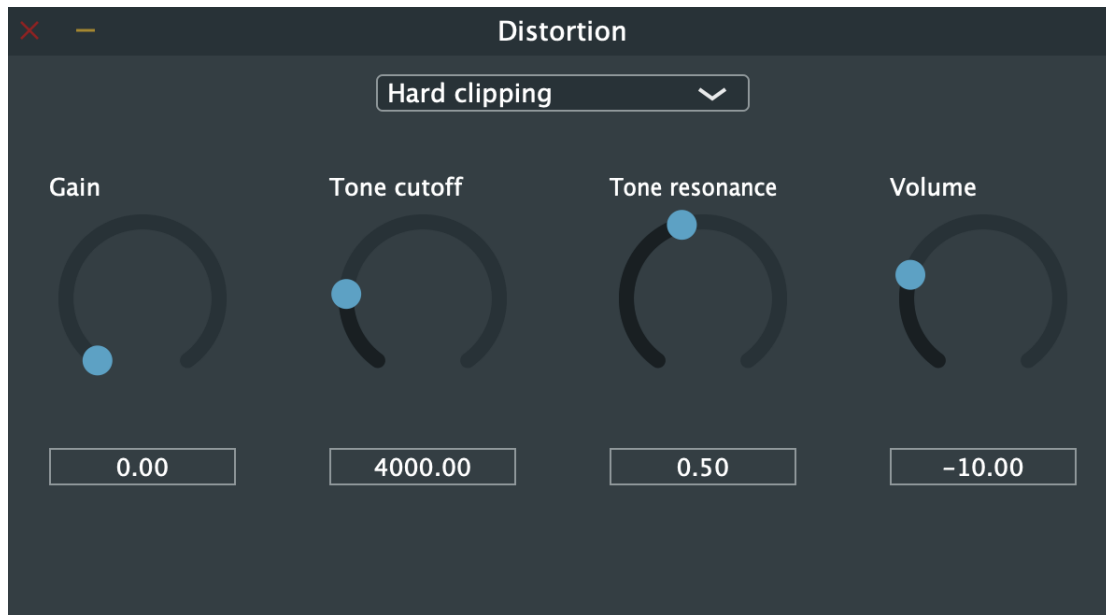 Distortion
Hard clipping
Gain
Tone cutoff
Tone resonance
Volume
0.00
4000.00
0.50
-10.00